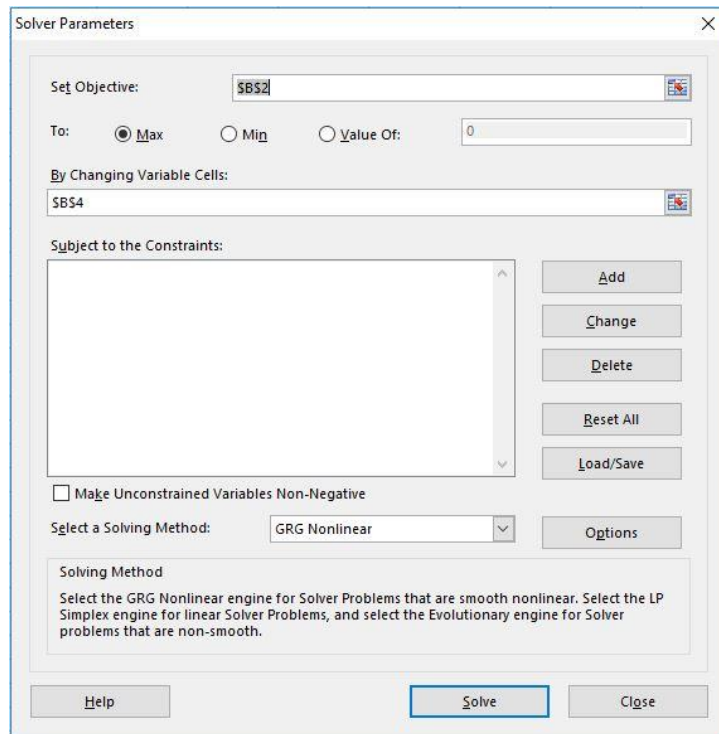 Solver Parameters
Set Objective:
$B$2
To:
Max
Min
Value Of:
0
By Changing Variable Cells:
$B$4
Subject to the Constraints:
Add
Change
Delete
Reset All
Load/Save
Make Unconstrained Variables Non-Negative
Select a Solving Method:
GRG Nonlinear
Options
Solving Method
Select the GRG Nonlinear engine for Solver Problems that are smooth nonlinear. Select the LP
Simplex engine for linear Solver Problems, and select the Evolutionary engine for Solver
problems that are non-smooth.
Help
Solve
Close